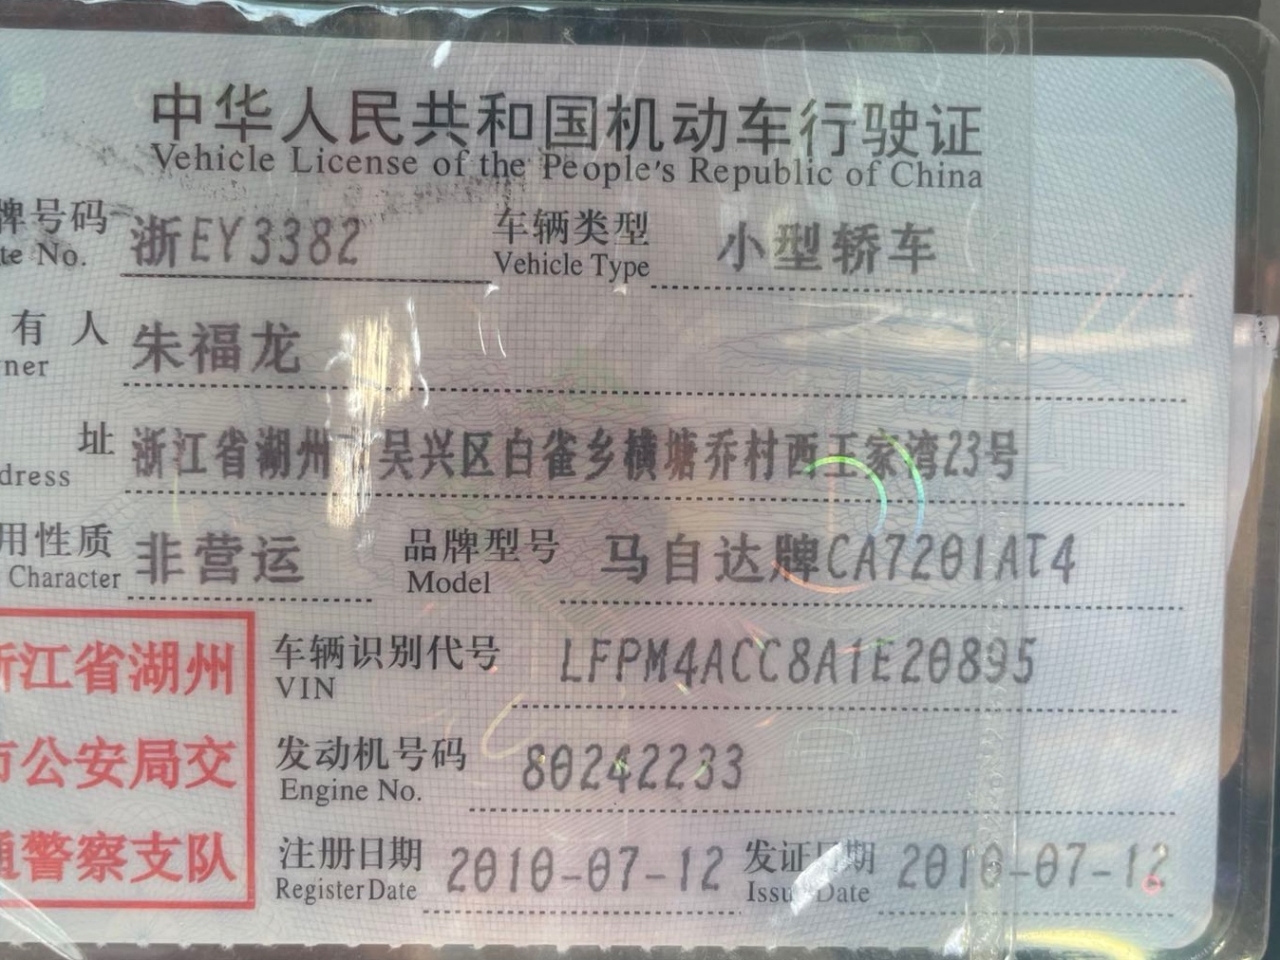 中华人民共和国机动车行驶证
Vehicle License of the People's Republic of China
牌号码 浙EY3382 车辆类型 小型轿车
te No. Vehicle Type
有人 朱福龙
ner
址 浙江省湖州 吴兴区白雀乡横塘乔村西王家湾23号
dress
用性质 非营运 品牌型号 马自达牌CA7201AT4
Character Model
浙江省湖州
市公安局交
通警察支队
车辆识别代号 LFPM4ACC8A1E20895
VIN
发动机号码 80242233
Engine No.
注册日期 2010-07-12 发证日期 2010-07-12
Register Date Issue Date